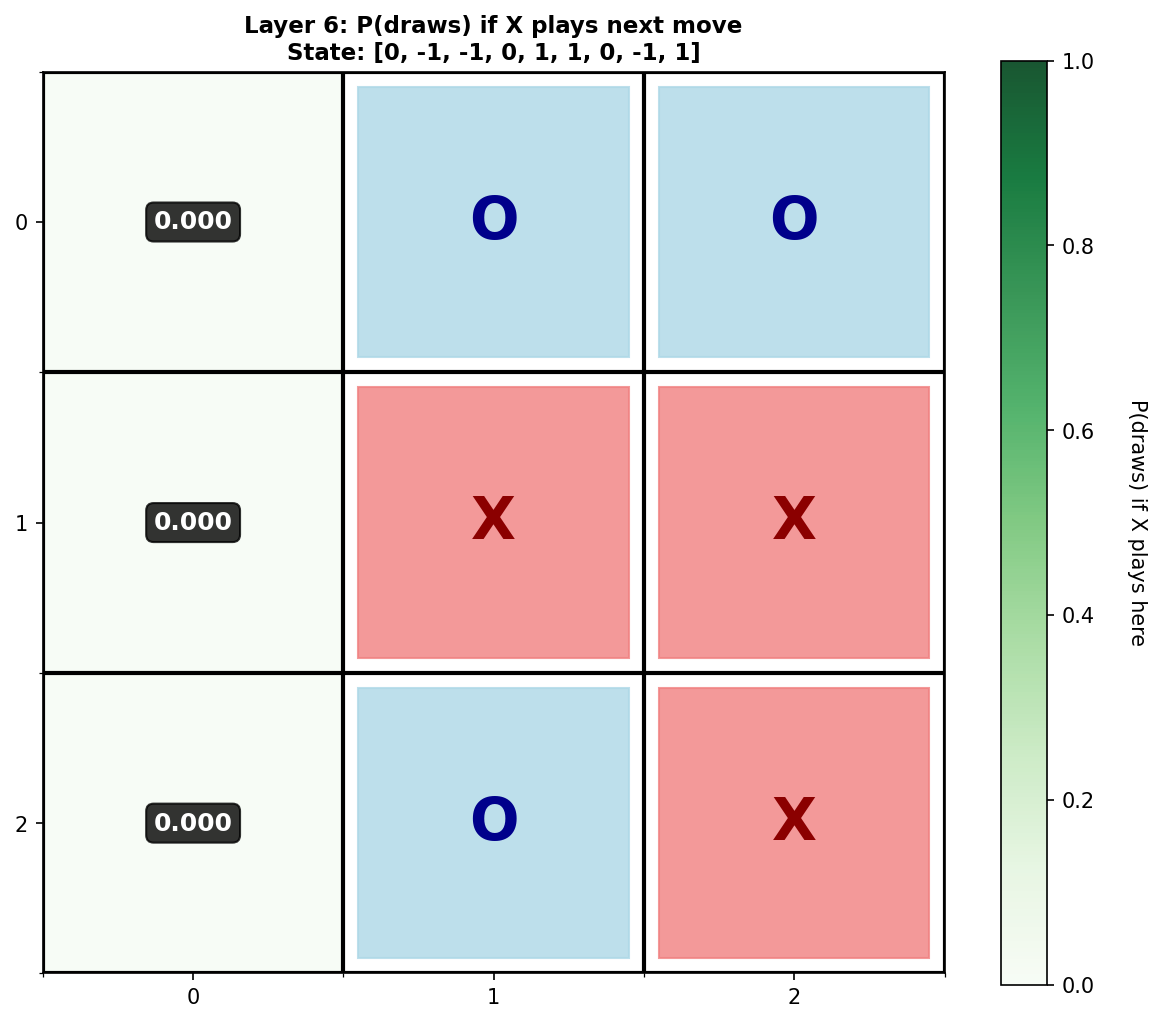 Layer 6: P(draws) if X plays next move
State: [0, -1, -1, 0, 1, 1, 0, -1, 1]
0
0.000
O
O
1
0.000
X
X
2
0.000
O
X
0
1
2
1.0
0.8
0.6
0.4
0.2
0.0
P(draws) if X plays here